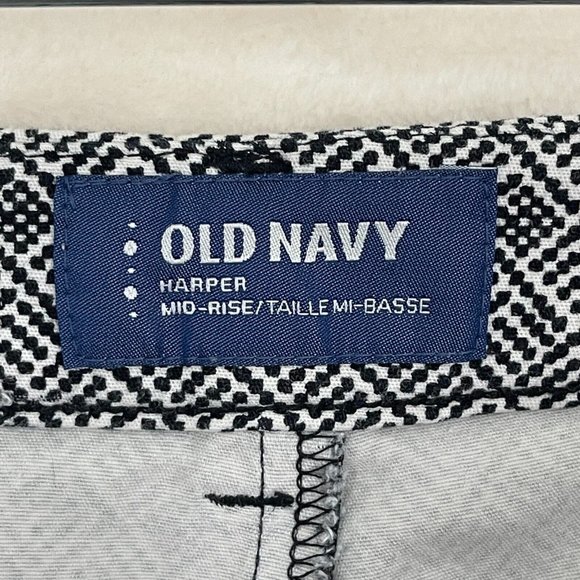 OLD NAVY
HARPER
MID-RISE/TAILLE MI-BASSE